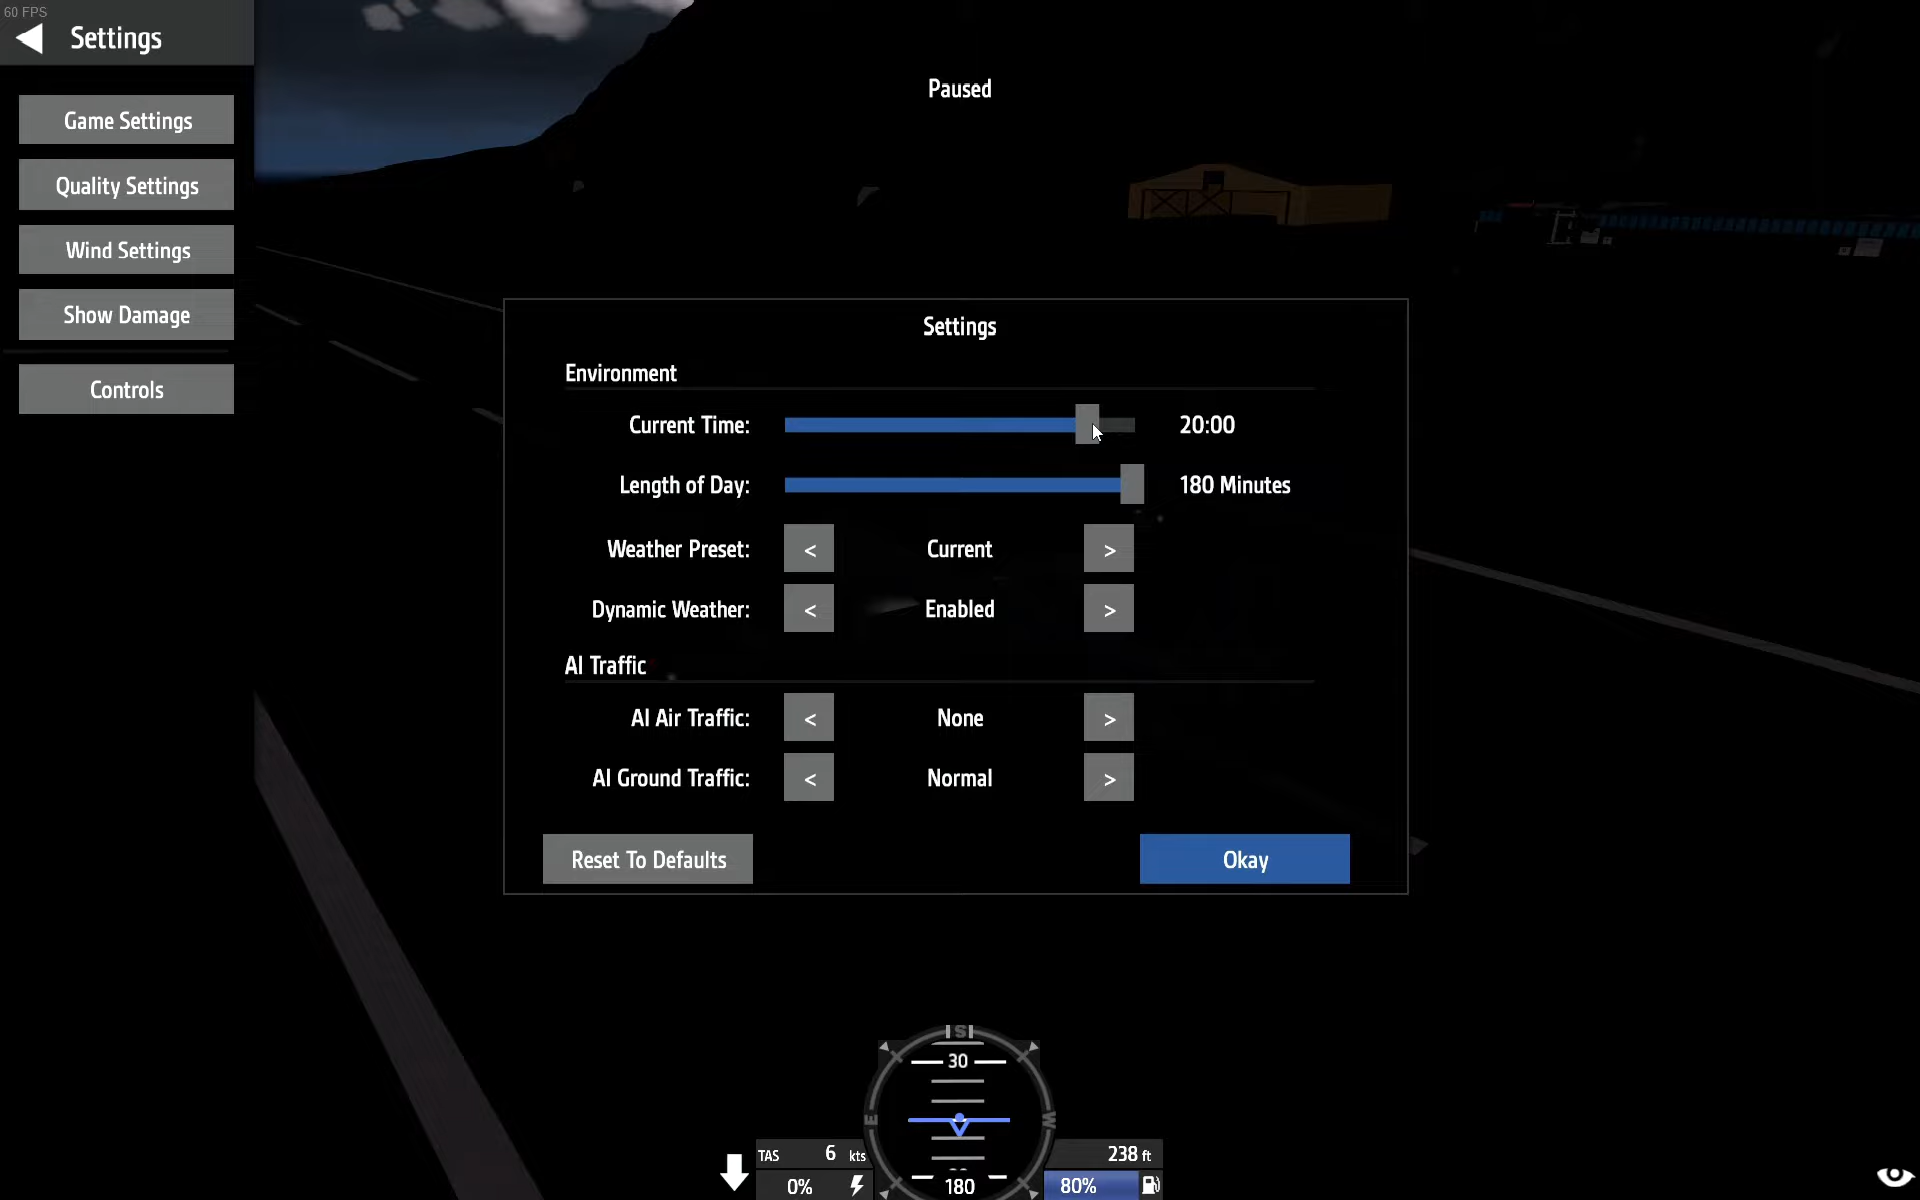 60 FPS
Settings
Paused
Game Settings
Quality Settings
Wind Settings
Show Damage
Controls
Settings
Environment
Current Time: 20:00
Length of Day: 180 Minutes
Weather Preset: < Current >
Dynamic Weather: < Enabled >
AI Traffic
AI Air Traffic: < None >
AI Ground Traffic: < Normal >
Reset To Defaults Okay
S
30
E W
TAS 6 kts 238 ft
0% 180 80%